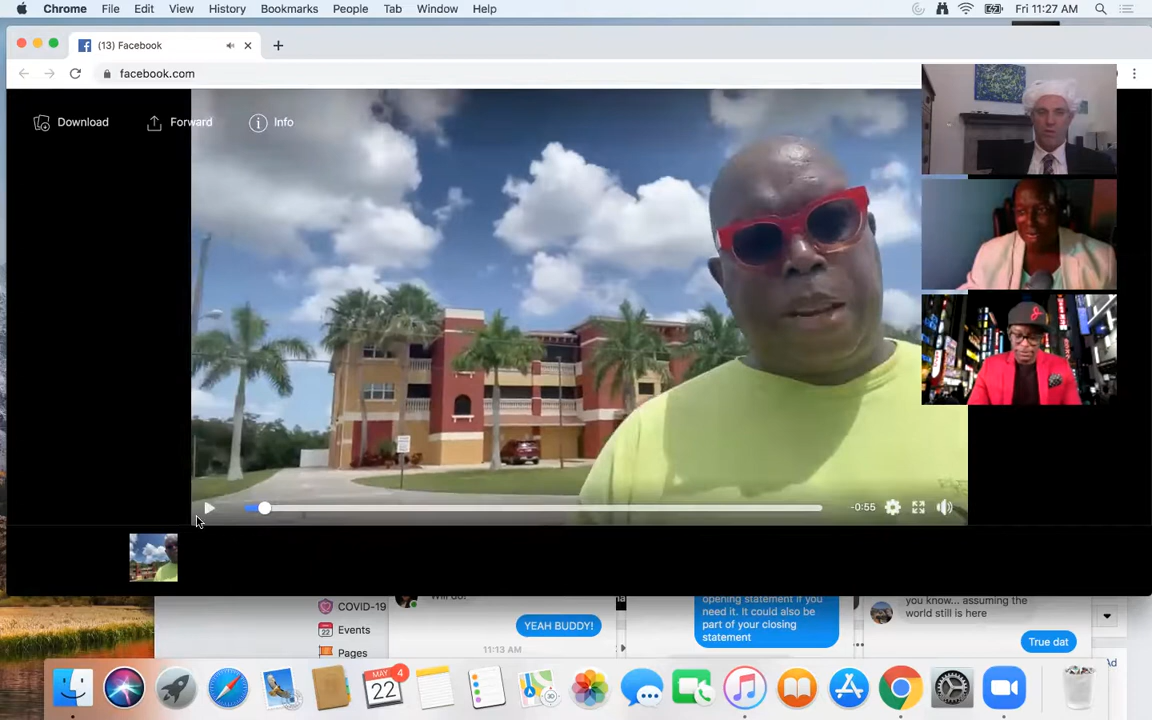 Chrome File Edit View History Bookmarks People Tab Window Help Fri 11:27 AM
(13) Facebook
facebook.com
Download Forward Info
-0:55
COVID-19
Events
Pages
YEAH BUDDY!
11:13 AM
opening statement if you
need it. It could also be
part of your closing
statement
you know... assuming the
world still is here
True dat
Ad
MAY
22
4